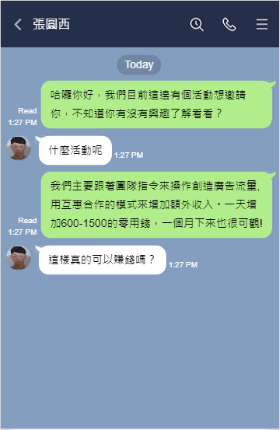 張圓西
Today
哈囉你好，我們目前這邊有個活動想邀請
你，不知道你有沒有興趣了解看看？
Read
1:27 PM
什麼活動呢
1:27 PM
我們主要跟著團隊指令來操作創造廣告流量,
用互惠合作的模式來增加額外收入。一天增
加600-1500的零用錢，一個月下來也很可觀!
Read
1:27 PM
這樣真的可以賺錢嗎？
1:27 PM